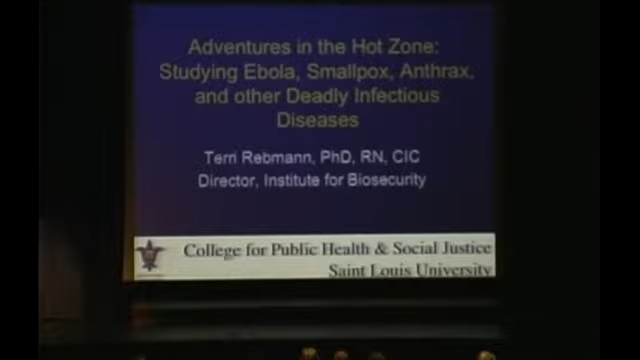 Adventures in the Hot Zone:
Studying Ebola, Smallpox, Anthrax,
and other Deadly Infectious
Diseases
Terri Rebmann, PhD, RN, CIC
Director, Institute for Biosecurity
College for Public Health & Social Justice
Saint Louis University